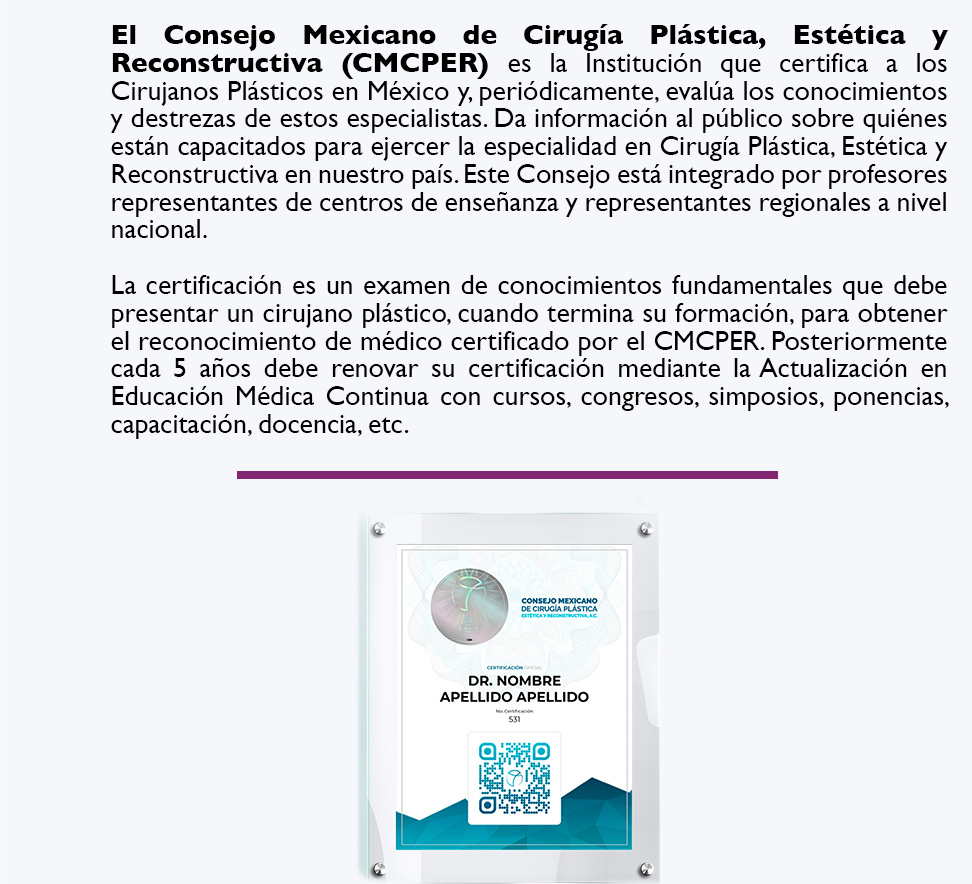 El Consejo Mexicano de Cirugía Plástica, Estética y
Reconstructiva (CMCPER) es la Institución que certifica a los
Cirujanos Plásticos en México y, periódicamente, evalúa los conocimientos
y destrezas de estos especialistas. Da información al público sobre quiénes
están capacitados para ejercer la especialidad en Cirugía Plástica, Estética y
Reconstructiva en nuestro país. Este Consejo está integrado por profesores
representantes de centros de enseñanza y representantes regionales a nivel
nacional.
La certificación es un examen de conocimientos fundamentales que debe
presentar un cirujano plástico, cuando termina su formación, para obtener
el reconocimiento de médico certificado por el CMCPER. Posteriormente
cada 5 años debe renovar su certificación mediante la Actualización en
Educación Médica Continua con cursos, congresos, simposios, ponencias,
capacitación, docencia, etc.
CONSEJO MEXICANO
DE CIRUGÍA PLÁSTICA
ESTÉTICA Y RECONSTRUCTIVA, A.C.
CERTIFICACIÓN OFICIAL
DR. NOMBRE
APELLIDO APELLIDO
No. Certificación
531